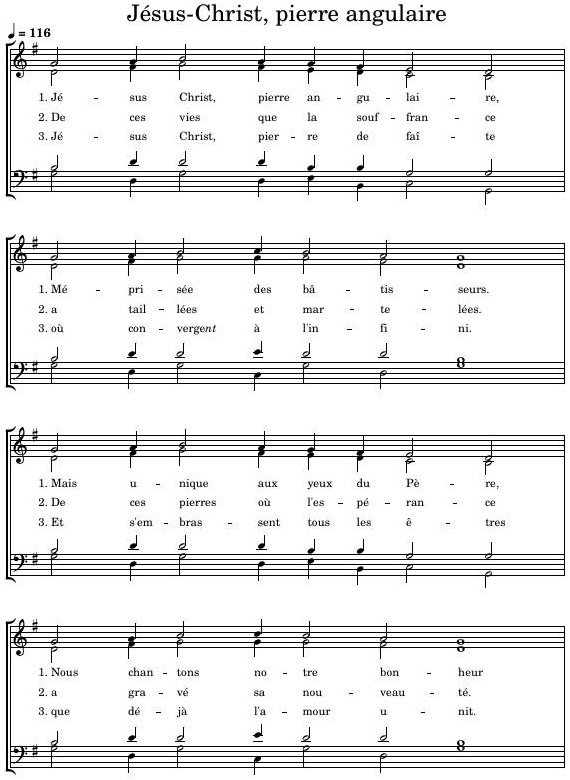 Jésus-Christ, pierre angulaire
♩ = 116
1. Jé – sus Christ, pierre an – gu – lai – re,
2. De ces vies que la souf – fran – ce
3. Jé – sus Christ, pier – re de faî – te
1. Mé – pri – sée des bâ – tis – seurs.
2. a tail – lées et mar – te – lées.
3. où con – vergent à l'in – fi – ni.
1. Mais u – nique aux yeux du Pè – re,
2. De ces pierres où l'es – pé – ran – ce
3. Et s'em – bras – sent tous les ê – tres
1. Nous chan – tons no – tre bon – heur
2. a gra – vé sa nou – veau – té.
3. que dé – jà l'a – mour u – nit.